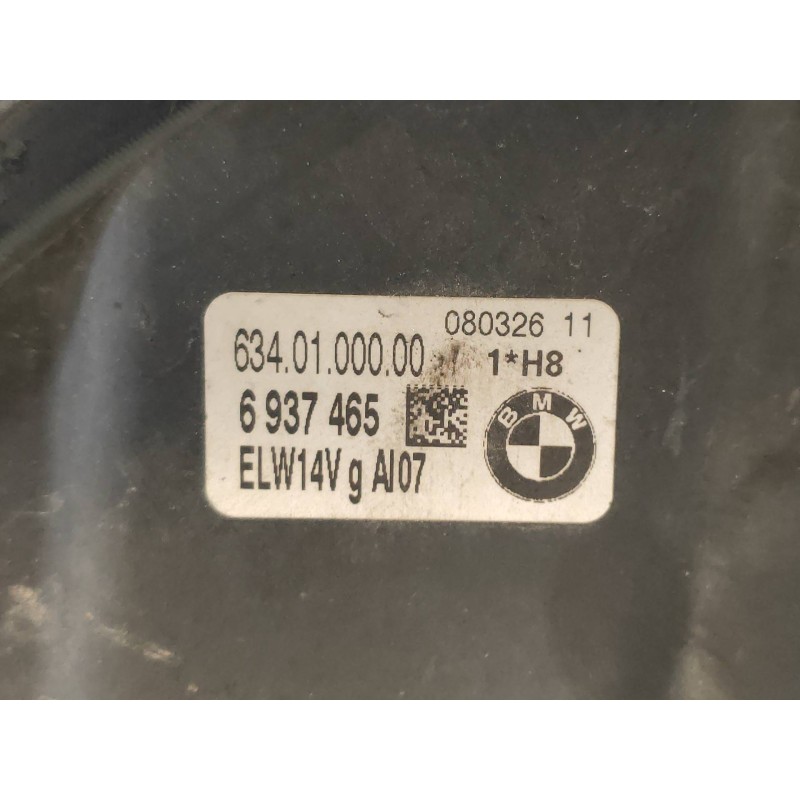 080326 11
634.01.000.00 1*H8
6 937 465
BMW
ELW14V g AI07